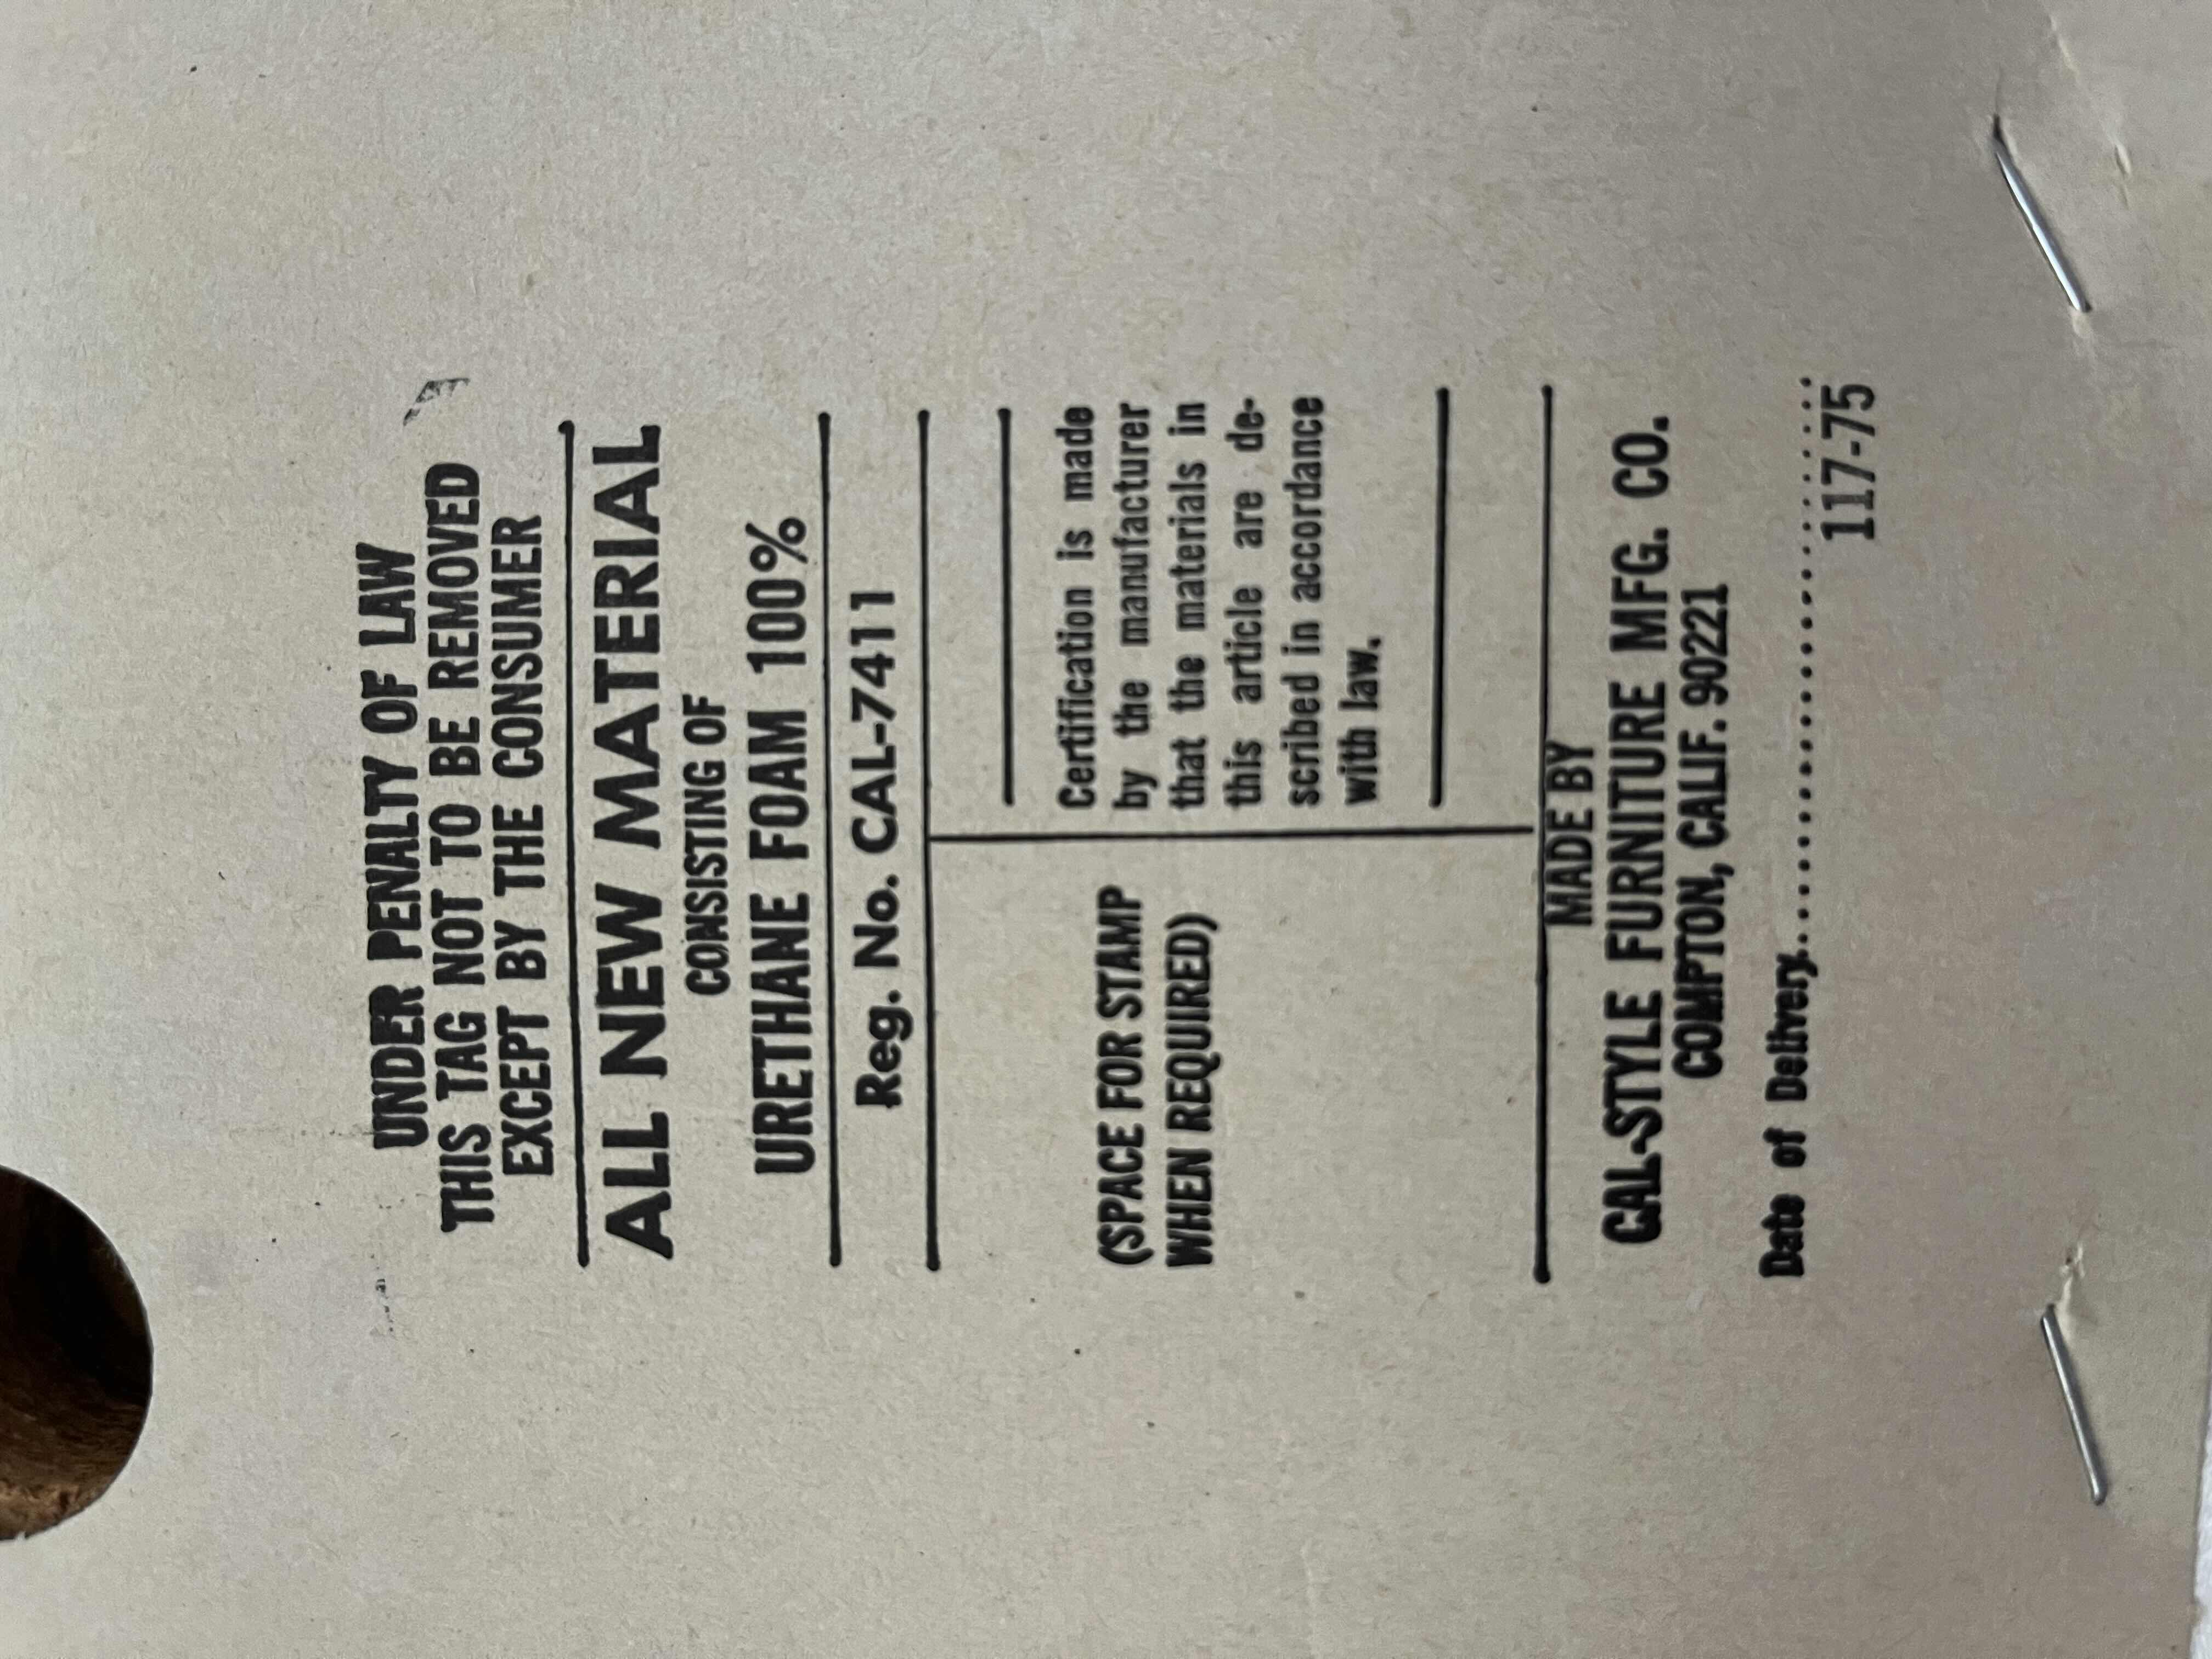 UNDER PENALTY OF LAW
THIS TAG NOT TO BE REMOVED
EXCEPT BY THE CONSUMER
ALL NEW MATERIAL
CONSISTING OF
URETHANE FOAM 100%
Reg. No. CAL-7411
(SPACE FOR STAMP
WHEN REQUIRED)
Certification is made
by the manufacturer
that the materials in
this article are de-
scribed in accordance
with law.
MADE BY
CAL-STYLE FURNITURE MFG. CO.
COMPTON, CALIF. 90221
Date of Delivery..............................
117-75